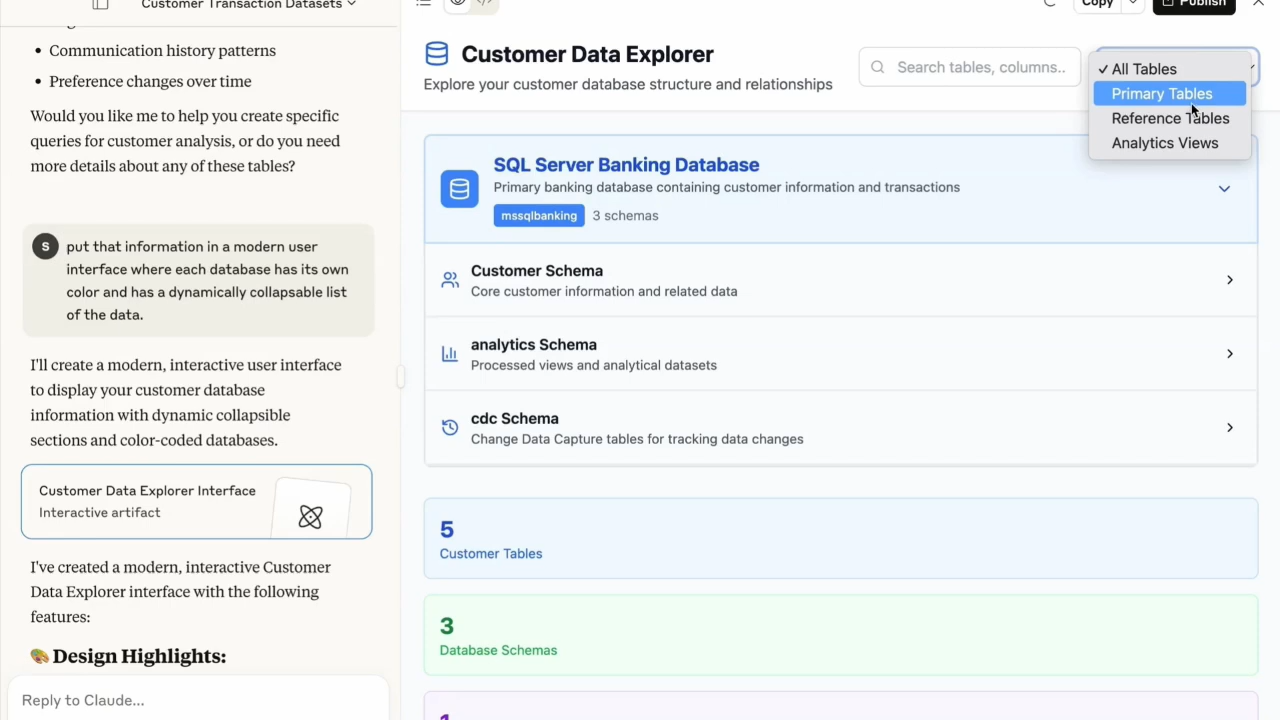 Customer Transaction Datasets
• Communication history patterns
• Preference changes over time
Would you like me to help you create specific
queries for customer analysis, or do you need
more details about any of these tables?
S
put that information in a modern user
interface where each database has its own
color and has a dynamically collapsable list
of the data.
I'll create a modern, interactive user interface
to display your customer database
information with dynamic collapsible
sections and color-coded databases.
Customer Data Explorer Interface
Interactive artifact
I've created a modern, interactive Customer
Data Explorer interface with the following
features:
🎨 Design Highlights:
Reply to Claude...
Copy
Publish
Customer Data Explorer
Explore your customer database structure and relationships
Search tables, columns..
✓ All Tables
Primary Tables
Reference Tables
Analytics Views
SQL Server Banking Database
Primary banking database containing customer information and transactions
mssqlbanking 3 schemas
Customer Schema
Core customer information and related data
analytics Schema
Processed views and analytical datasets
cdc Schema
Change Data Capture tables for tracking data changes
5
Customer Tables
3
Database Schemas